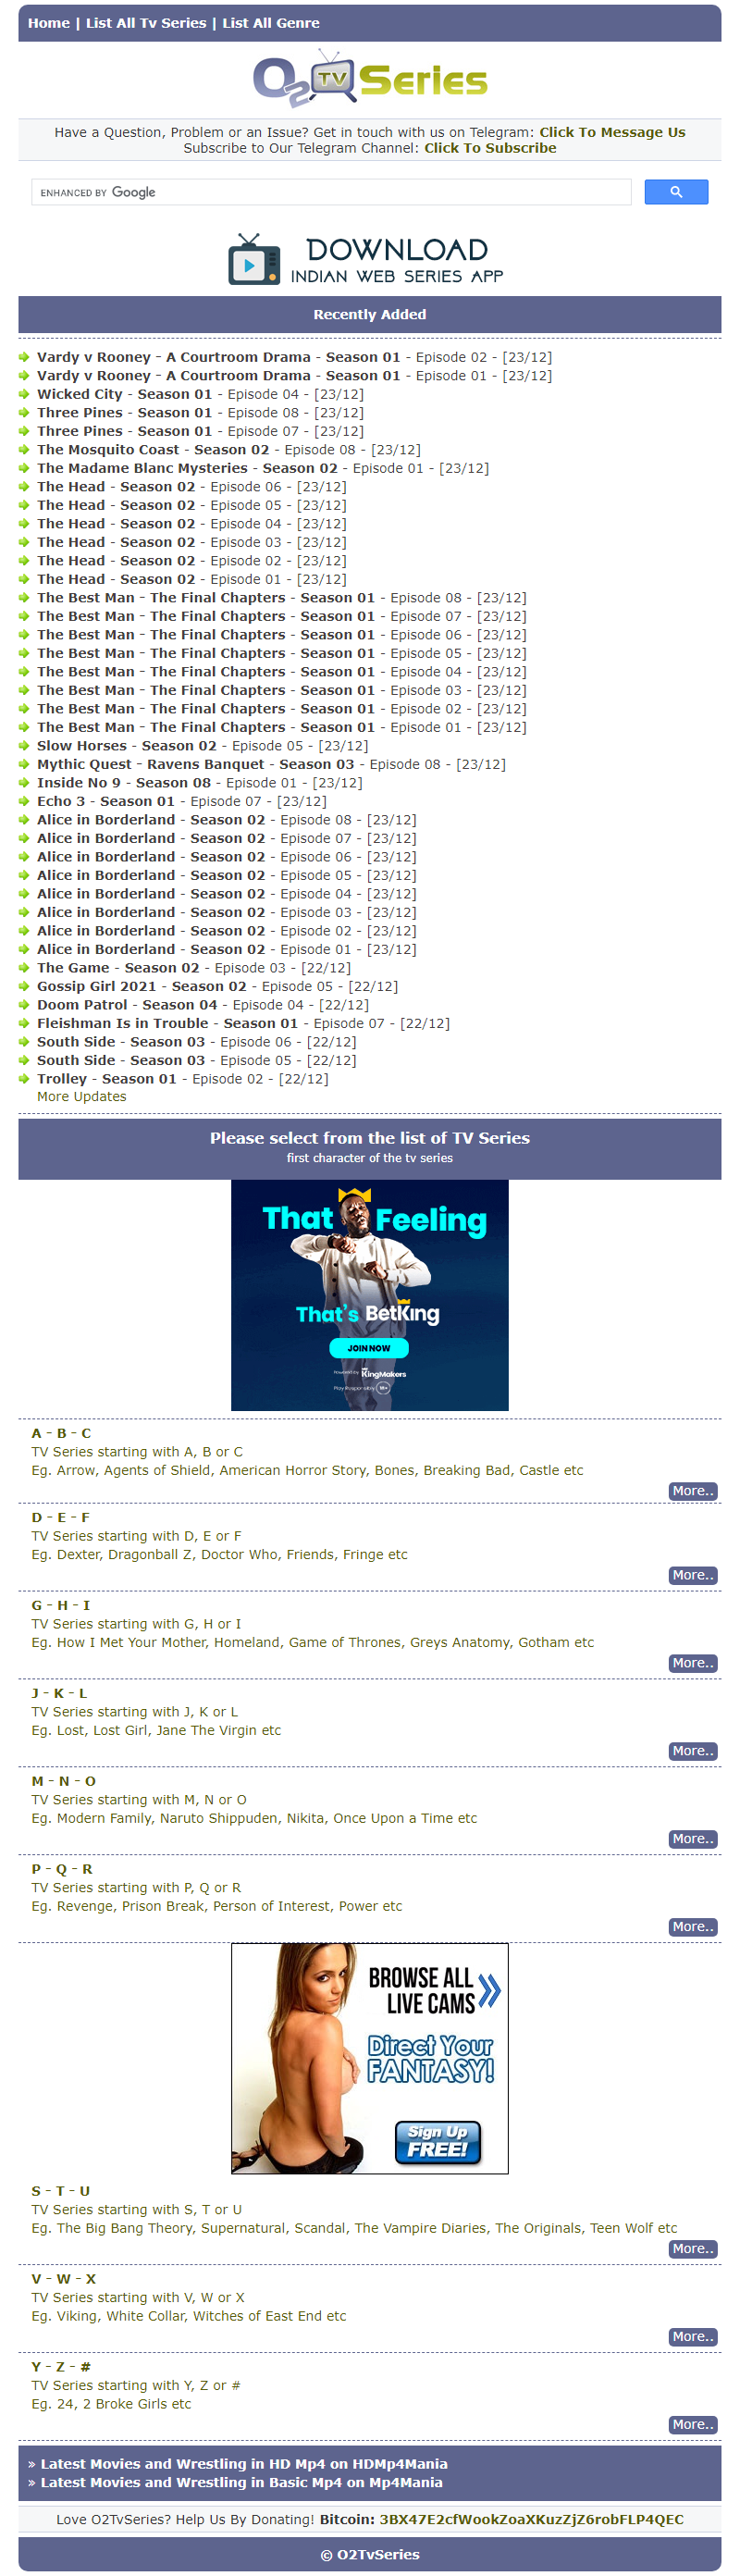 Home | List All Tv Series | List All Genre
O2 TV Series
Have a Question, Problem or an Issue? Get in touch with us on Telegram: Click To Message Us
Subscribe to Our Telegram Channel: Click To Subscribe
ENHANCED BY Google
DOWNLOAD
INDIAN WEB SERIES APP
Recently Added
Vardy v Rooney - A Courtroom Drama - Season 01 - Episode 02 - [23/12]
Vardy v Rooney - A Courtroom Drama - Season 01 - Episode 01 - [23/12]
Wicked City - Season 01 - Episode 04 - [23/12]
Three Pines - Season 01 - Episode 08 - [23/12]
Three Pines - Season 01 - Episode 07 - [23/12]
The Mosquito Coast - Season 02 - Episode 08 - [23/12]
The Madame Blanc Mysteries - Season 02 - Episode 01 - [23/12]
The Head - Season 02 - Episode 06 - [23/12]
The Head - Season 02 - Episode 05 - [23/12]
The Head - Season 02 - Episode 04 - [23/12]
The Head - Season 02 - Episode 03 - [23/12]
The Head - Season 02 - Episode 02 - [23/12]
The Head - Season 02 - Episode 01 - [23/12]
The Best Man - The Final Chapters - Season 01 - Episode 08 - [23/12]
The Best Man - The Final Chapters - Season 01 - Episode 07 - [23/12]
The Best Man - The Final Chapters - Season 01 - Episode 06 - [23/12]
The Best Man - The Final Chapters - Season 01 - Episode 05 - [23/12]
The Best Man - The Final Chapters - Season 01 - Episode 04 - [23/12]
The Best Man - The Final Chapters - Season 01 - Episode 03 - [23/12]
The Best Man - The Final Chapters - Season 01 - Episode 02 - [23/12]
The Best Man - The Final Chapters - Season 01 - Episode 01 - [23/12]
Slow Horses - Season 02 - Episode 05 - [23/12]
Mythic Quest - Ravens Banquet - Season 03 - Episode 08 - [23/12]
Inside No 9 - Season 08 - Episode 01 - [23/12]
Echo 3 - Season 01 - Episode 07 - [23/12]
Alice in Borderland - Season 02 - Episode 08 - [23/12]
Alice in Borderland - Season 02 - Episode 07 - [23/12]
Alice in Borderland - Season 02 - Episode 06 - [23/12]
Alice in Borderland - Season 02 - Episode 05 - [23/12]
Alice in Borderland - Season 02 - Episode 04 - [23/12]
Alice in Borderland - Season 02 - Episode 03 - [23/12]
Alice in Borderland - Season 02 - Episode 02 - [23/12]
Alice in Borderland - Season 02 - Episode 01 - [23/12]
The Game - Season 02 - Episode 03 - [22/12]
Gossip Girl 2021 - Season 02 - Episode 05 - [22/12]
Doom Patrol - Season 04 - Episode 04 - [22/12]
Fleishman Is in Trouble - Season 01 - Episode 07 - [22/12]
South Side - Season 03 - Episode 06 - [22/12]
South Side - Season 03 - Episode 05 - [22/12]
Trolley - Season 01 - Episode 02 - [22/12]
More Updates
Please select from the list of TV Series
first character of the tv series
That Feeling
That's BetKing
JOIN NOW
Powered by KingMakers
Play Responsibly 18+
A - B - C
TV Series starting with A, B or C
Eg. Arrow, Agents of Shield, American Horror Story, Bones, Breaking Bad, Castle etc
More..
D - E - F
TV Series starting with D, E or F
Eg. Dexter, Dragonball Z, Doctor Who, Friends, Fringe etc
More..
G - H - I
TV Series starting with G, H or I
Eg. How I Met Your Mother, Homeland, Game of Thrones, Greys Anatomy, Gotham etc
More..
J - K - L
TV Series starting with J, K or L
Eg. Lost, Lost Girl, Jane The Virgin etc
More..
M - N - O
TV Series starting with M, N or O
Eg. Modern Family, Naruto Shippuden, Nikita, Once Upon a Time etc
More..
P - Q - R
TV Series starting with P, Q or R
Eg. Revenge, Prison Break, Person of Interest, Power etc
More..
BROWSE ALL
LIVE CAMS
Direct Your
FANTASY!
Sign Up
FREE!
S - T - U
TV Series starting with S, T or U
Eg. The Big Bang Theory, Supernatural, Scandal, The Vampire Diaries, The Originals, Teen Wolf etc
More..
V - W - X
TV Series starting with V, W or X
Eg. Viking, White Collar, Witches of East End etc
More..
Y - Z - #
TV Series starting with Y, Z or #
Eg. 24, 2 Broke Girls etc
More..
» Latest Movies and Wrestling in HD Mp4 on HDMp4Mania
» Latest Movies and Wrestling in Basic Mp4 on Mp4Mania
Love O2TvSeries? Help Us By Donating! Bitcoin: 3BX47E2cfWookZoaXKuzZjZ6robFLP4QEC
© O2TvSeries